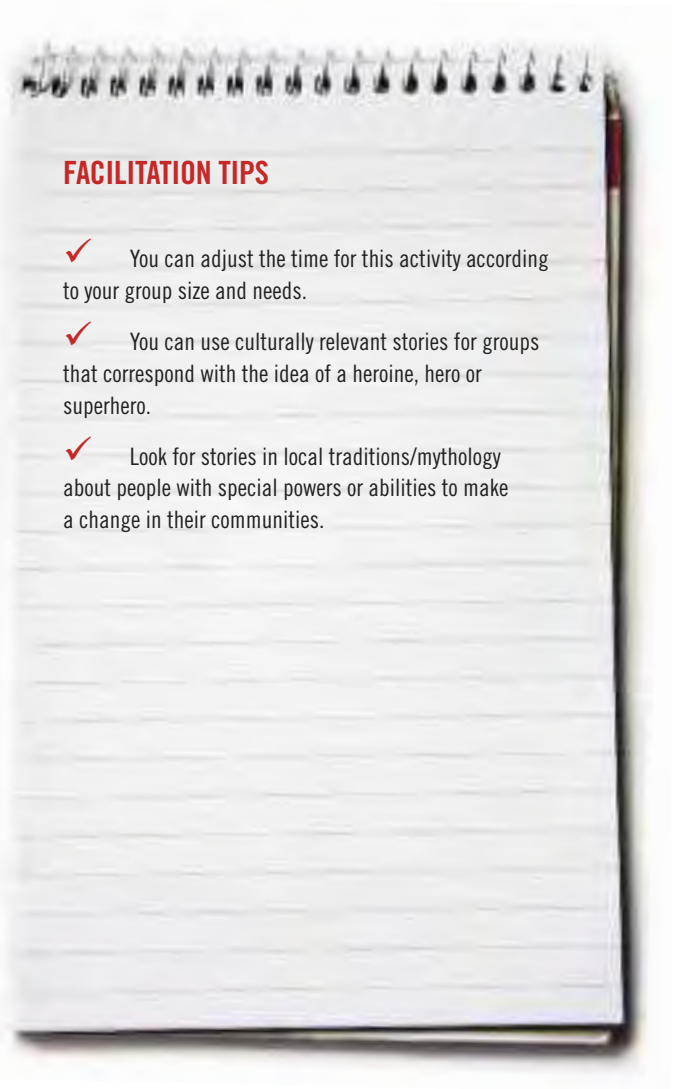 FACILITATION TIPS
✓ You can adjust the time for this activity according
to your group size and needs.
✓ You can use culturally relevant stories for groups
that correspond with the idea of a heroine, hero or
superhero.
✓ Look for stories in local traditions/mythology
about people with special powers or abilities to make
a change in their communities.